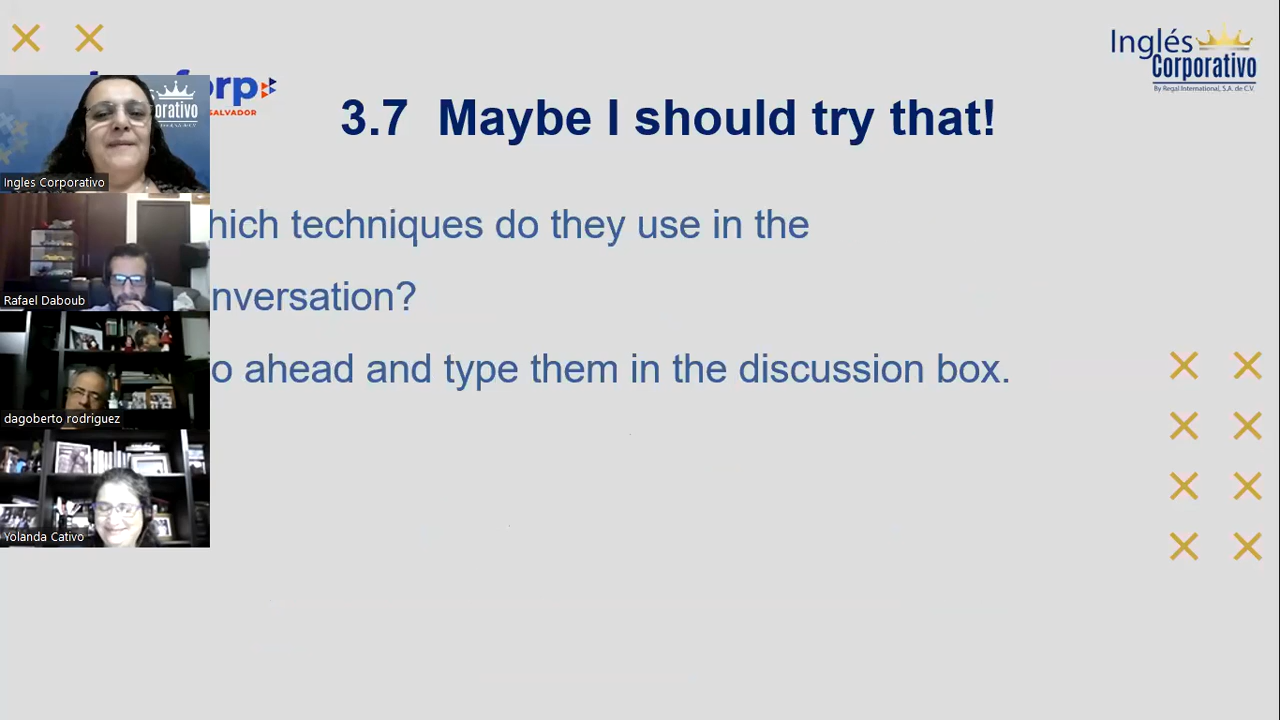 Inglés
Corporativo
By Regal International, S.A. de C.V.
SALVADOR
3.7 Maybe I should try that!
hich techniques do they use in the
nversation?
o ahead and type them in the discussion box.
Ingles Corporativo
Rafael Daboub
dagoberto rodriguez
Yolanda Cativo